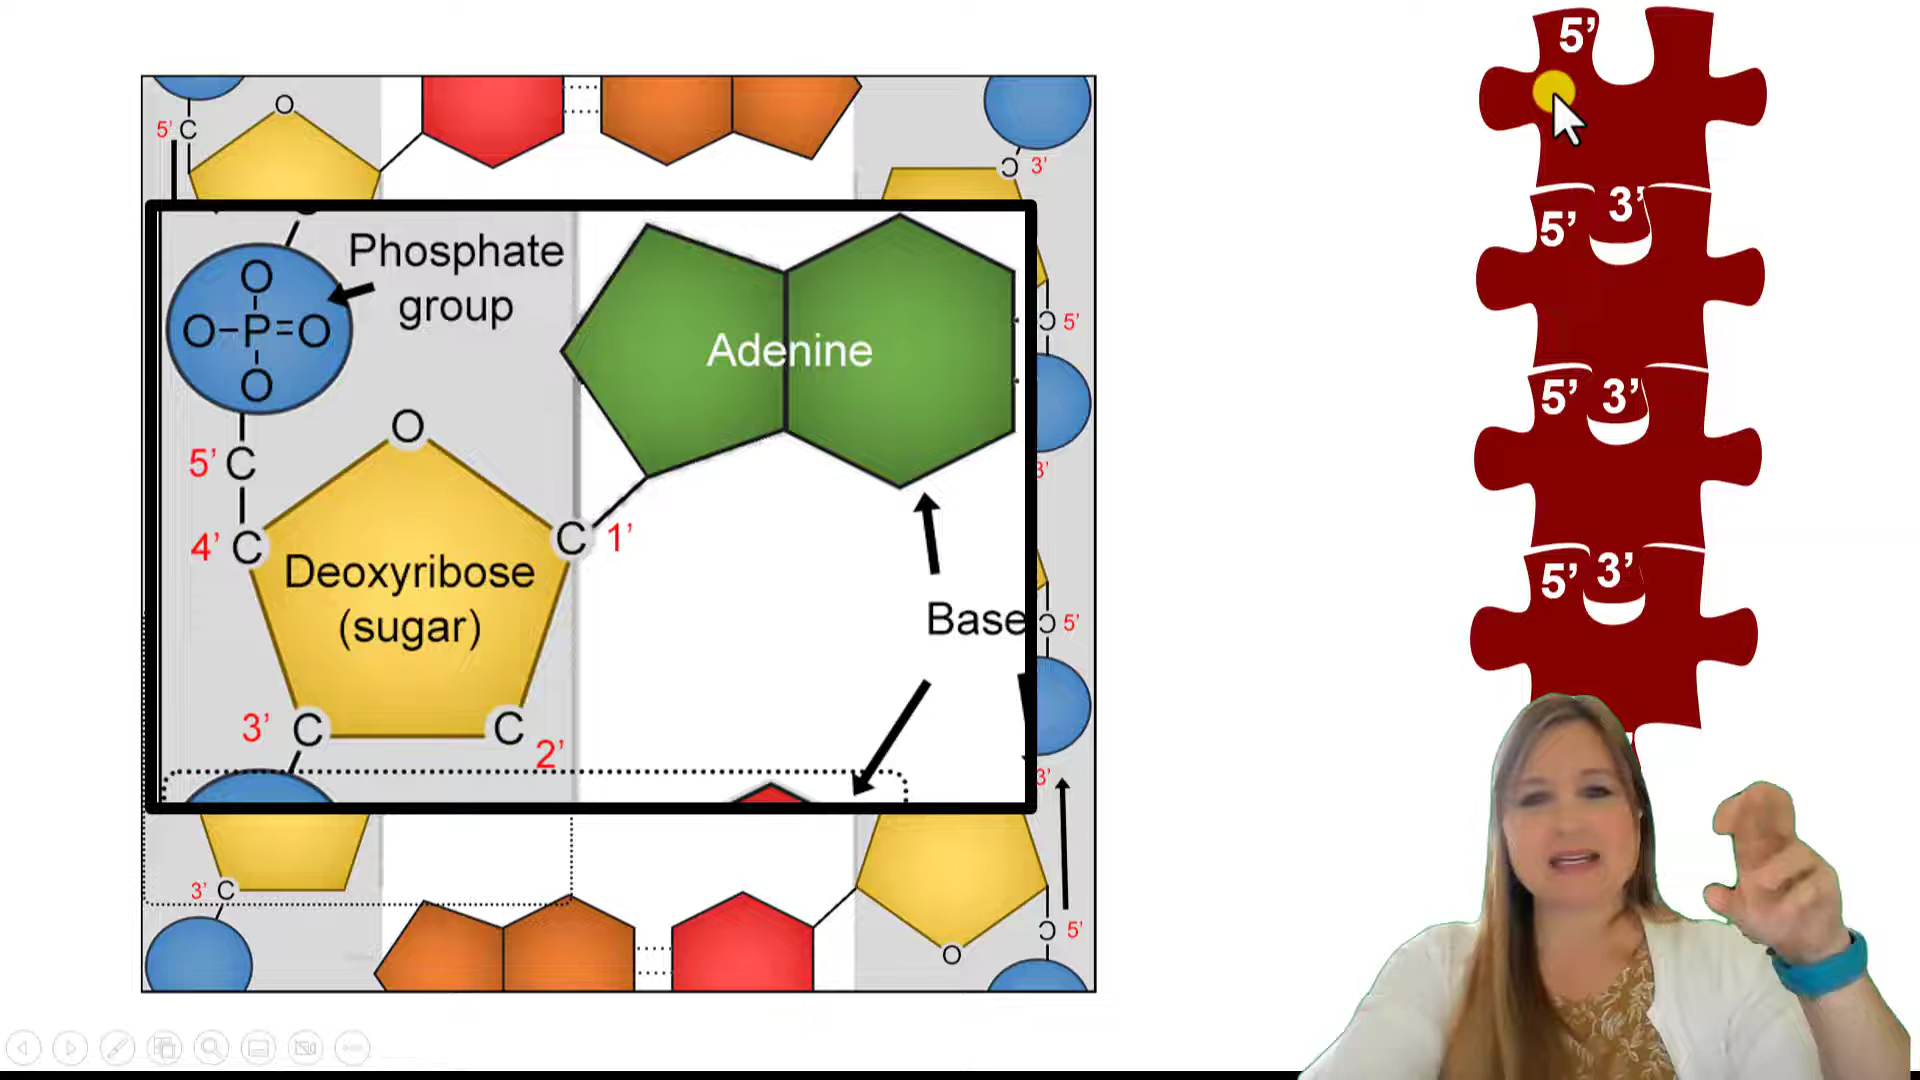 O
5' C
C 3'
Phosphate
group
O
O-P=O
O
Adenine
O
5' C
4' C
C 1'
Deoxyribose
(sugar)
3' C
C 2'
Base
C 5'
3'
C 5'
3'
3' C
C 5'
O
5'
3'
5'
5' 3'
5' 3'